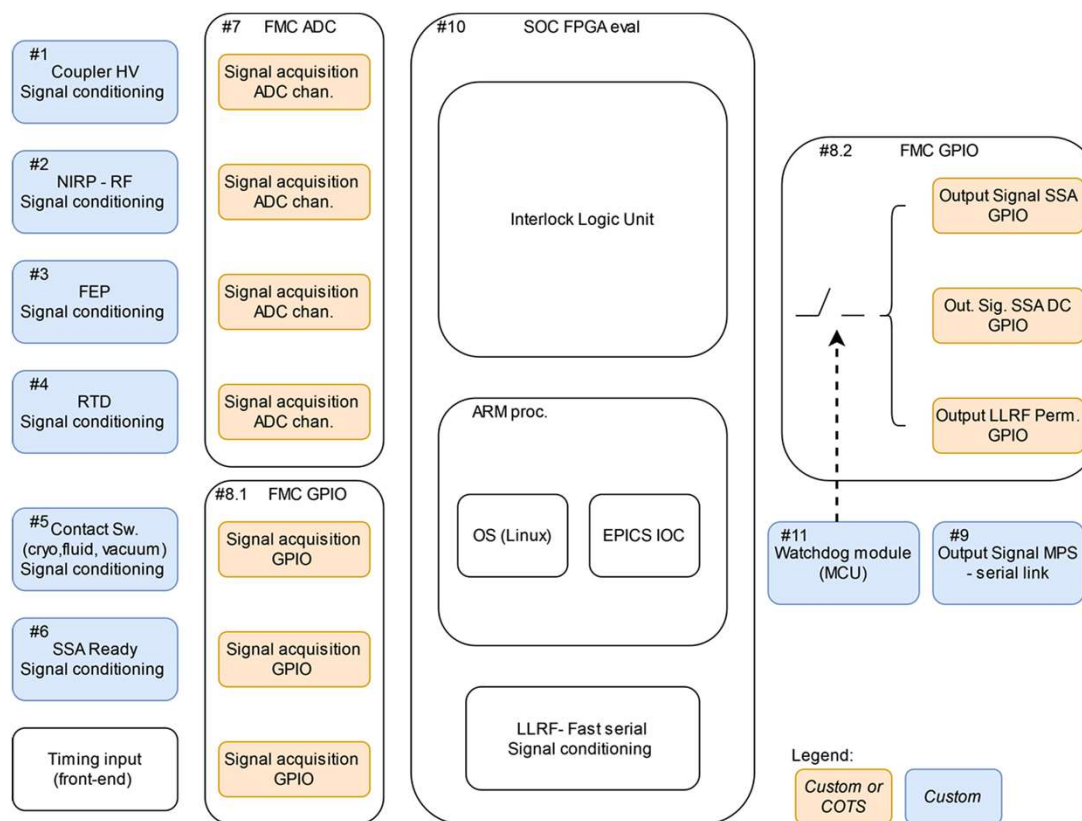 #1
Coupler HV
Signal conditioning
#2
NIRP - RF
Signal conditioning
#3
FEP
Signal conditioning
#4
RTD
Signal conditioning
#5
Contact Sw.
(cryo,fluid, vacuum)
Signal conditioning
#6
SSA Ready
Signal conditioning
Timing input
(front-end)
#7 FMC ADC
Signal acquisition
ADC chan.
Signal acquisition
ADC chan.
Signal acquisition
ADC chan.
Signal acquisition
ADC chan.
#8.1 FMC GPIO
Signal acquisition
GPIO
Signal acquisition
GPIO
Signal acquisition
GPIO
#10 SOC FPGA eval
Interlock Logic Unit
ARM proc.
OS (Linux)
EPICS IOC
LLRF- Fast serial
Signal conditioning
#8.2 FMC GPIO
Output Signal SSA
GPIO
Out. Sig. SSA DC
GPIO
Output LLRF Perm.
GPIO
#11
Watchdog module
(MCU)
#9
Output Signal MPS
- serial link
Legend:
Custom or
COTS
Custom